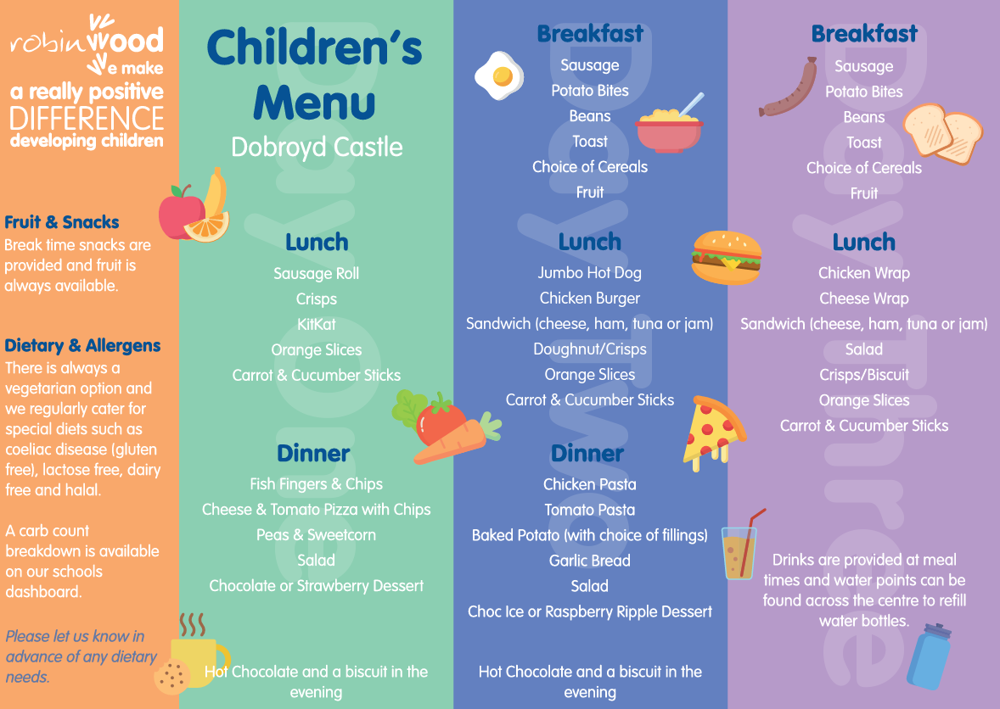 robinwood
We make
a really positive
DIFFERENCE
developing children
Fruit & Snacks
Break time snacks are
provided and fruit is
always available.
Dietary & Allergens
There is always a
vegetarian option and
we regularly cater for
special diets such as
coeliac disease (gluten
free), lactose free, dairy
free and halal.
A carb count
breakdown is available
on our schools
dashboard.
Please let us know in
advance of any dietary
needs.
Day One
Children's
Menu
Dobroyd Castle
Lunch
Sausage Roll
Crisps
KitKat
Orange Slices
Carrot & Cucumber Sticks
Dinner
Fish Fingers & Chips
Cheese & Tomato Pizza with Chips
Peas & Sweetcorn
Salad
Chocolate or Strawberry Dessert
Hot Chocolate and a biscuit in the
evening
Day Two
Breakfast
Sausage
Potato Bites
Beans
Toast
Choice of Cereals
Fruit
Lunch
Jumbo Hot Dog
Chicken Burger
Sandwich (cheese, ham, tuna or jam)
Doughnut/Crisps
Orange Slices
Carrot & Cucumber Sticks
Dinner
Chicken Pasta
Tomato Pasta
Baked Potato (with choice of fillings)
Garlic Bread
Salad
Choc Ice or Raspberry Ripple Dessert
Hot Chocolate and a biscuit in the
evening
Day Three
Breakfast
Sausage
Potato Bites
Beans
Toast
Choice of Cereals
Fruit
Lunch
Chicken Wrap
Cheese Wrap
Sandwich (cheese, ham, tuna or jam)
Salad
Crisps/Biscuit
Orange Slices
Carrot & Cucumber Sticks
Drinks are provided at meal
times and water points can be
found across the centre to refill
water bottles.